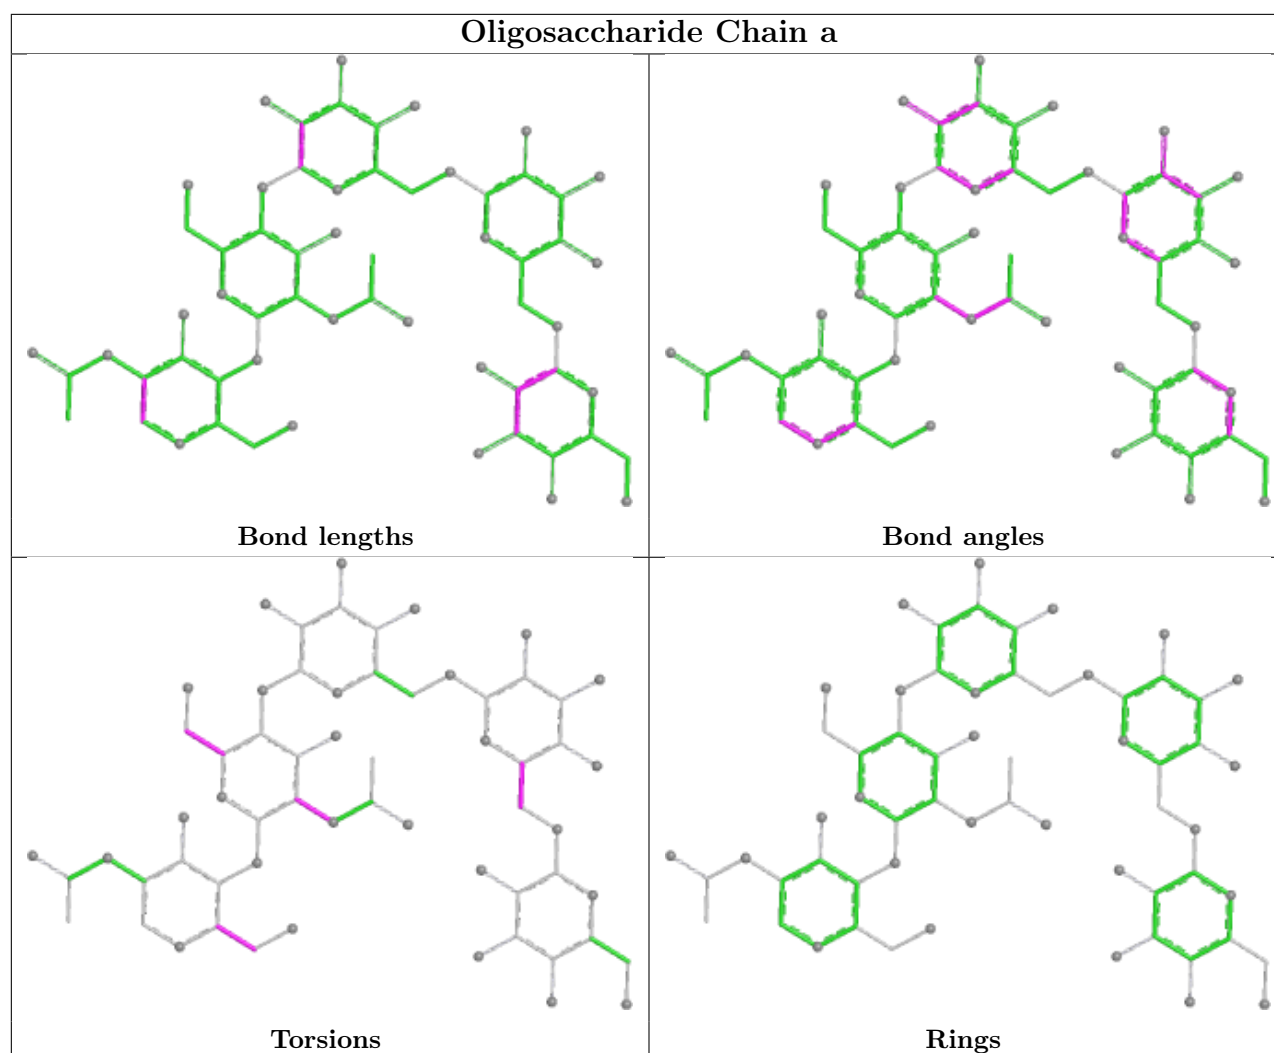 Oligosaccharide Chain a
Bond lengths
Bond angles
Torsions
Rings